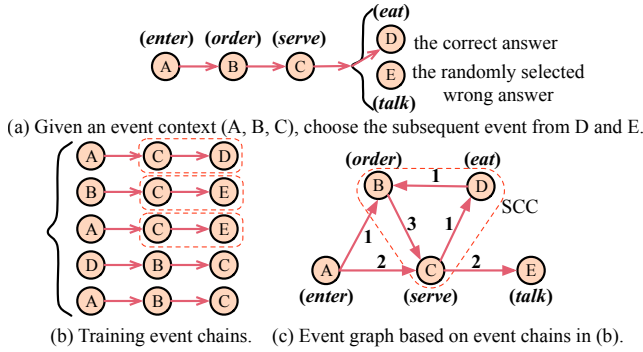 (eat)
(enter) (order) (serve)
D
the correct answer
A B C
E
the randomly selected
wrong answer
(talk)
(a) Given an event context (A, B, C), choose the subsequent event from D and E.
A C D
B C E
A C E
D B C
A B C
(b) Training event chains.
(order) (eat)
1
B D
SCC
1 3 1
A 2 C 2 E
(enter) (serve) (talk)
(c) Event graph based on event chains in (b).